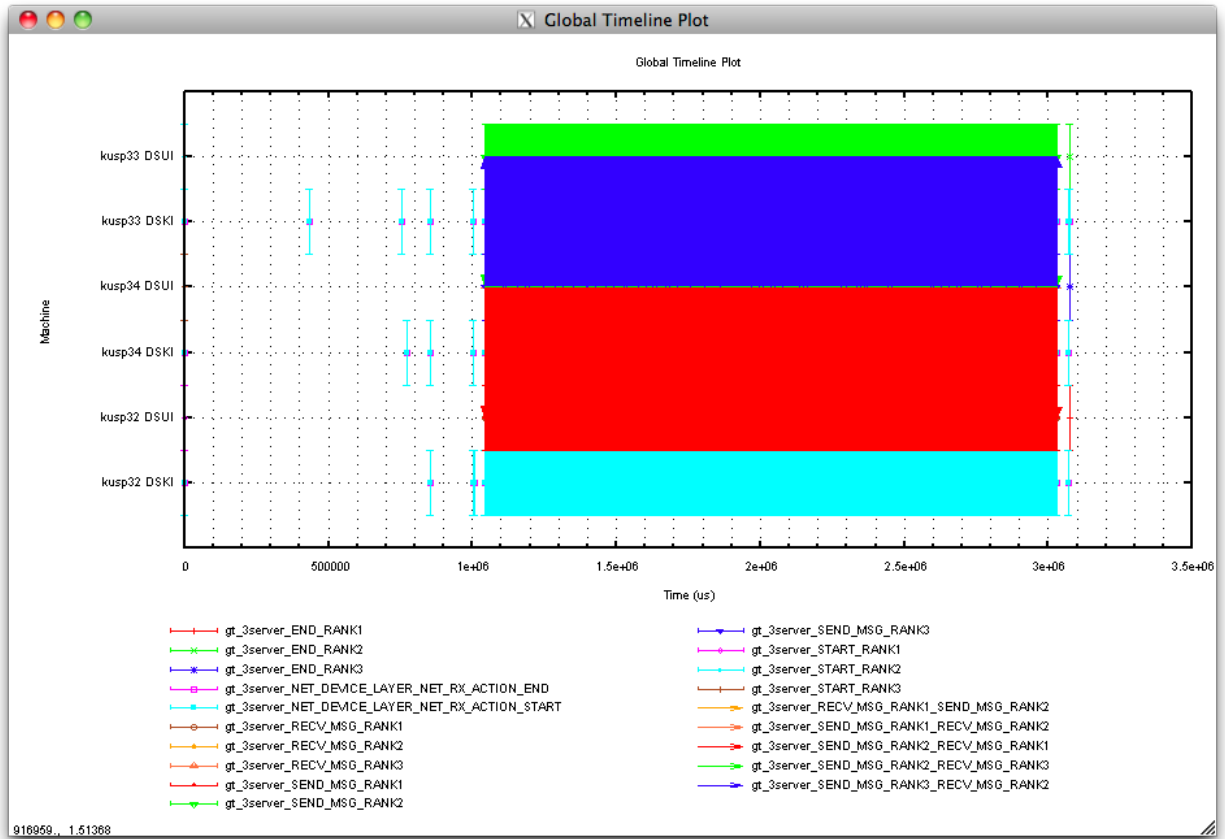 Global Timeline Plot
Global Timeline Plot
kusp33 DSUI
kusp33 DSKI
kusp34 DSUI
Machine
kusp34 DSKI
kusp32 DSUI
kusp32 DSKI
0 500000 1e+06 1.5e+06 2e+06 2.5e+06 3e+06 3.5e+06
Time (us)
gt_3server_END_RANK1
gt_3server_END_RANK2
gt_3server_END_RANK3
gt_3server_NET_DEVICE_LAYER_NET_RX_ACTION_END
gt_3server_NET_DEVICE_LAYER_NET_RX_ACTION_START
gt_3server_RECV_MSG_RANK1
gt_3server_RECV_MSG_RANK2
gt_3server_RECV_MSG_RANK3
gt_3server_SEND_MSG_RANK1
gt_3server_SEND_MSG_RANK2
gt_3server_SEND_MSG_RANK3
gt_3server_START_RANK1
gt_3server_START_RANK2
gt_3server_START_RANK3
gt_3server_RECV_MSG_RANK1_SEND_MSG_RANK2
gt_3server_SEND_MSG_RANK1_RECV_MSG_RANK2
gt_3server_SEND_MSG_RANK2_RECV_MSG_RANK1
gt_3server_SEND_MSG_RANK2_RECV_MSG_RANK3
gt_3server_SEND_MSG_RANK3_RECV_MSG_RANK2
916959., 1.51368